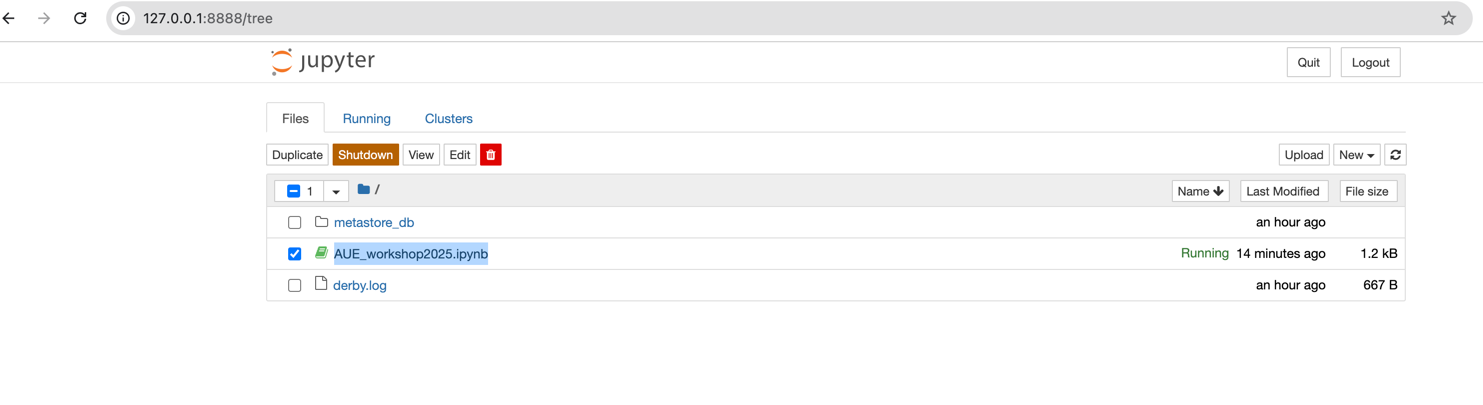 127.0.0.1:8888/tree
jupyter
Quit Logout
Files Running Clusters
Duplicate Shutdown View Edit Upload New
1 / Name Last Modified File size
metastore_db an hour ago
AUE_workshop2025.ipynb Running 14 minutes ago 1.2 kB
derby.log an hour ago 667 B